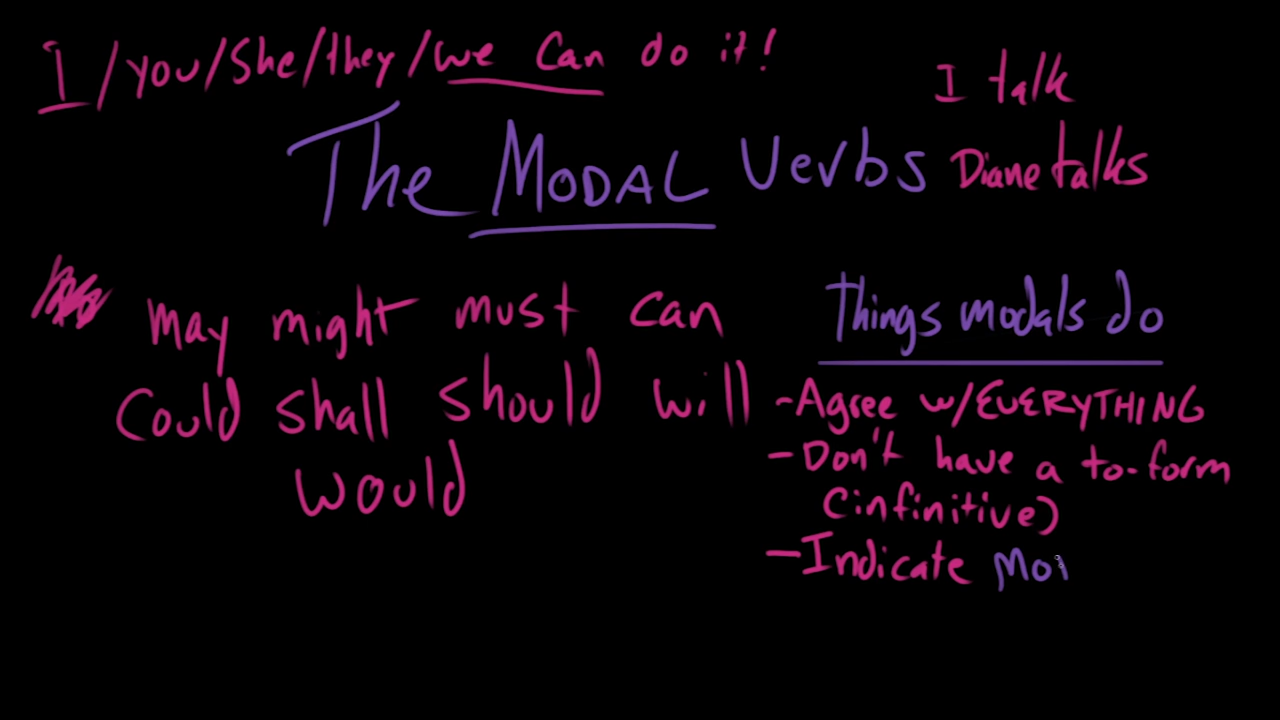 I/you/She/they/we Can do it!
I talk
The MODAL Verbs
Diane talks
may might must can
Could shall should will
would
Things modals do
-Agree w/EVERYTHING
- Don't have a to-form
(infinitive)
- Indicate